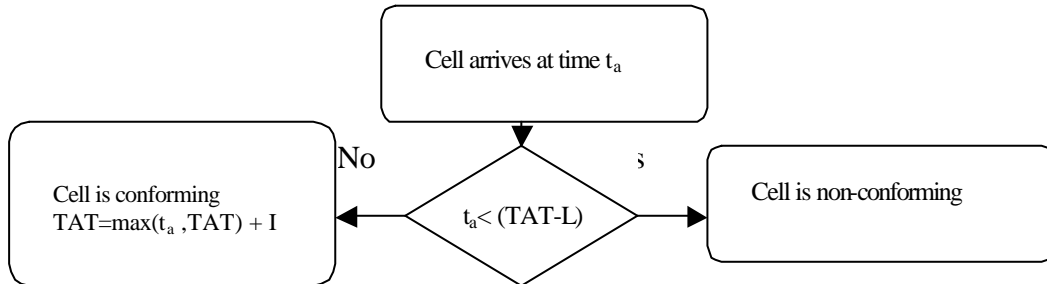 Cell arrives at time tₐ
No
s
Cell is conforming
TAT=max(tₐ ,TAT) + I
tₐ< (TAT-L)
Cell is non-conforming